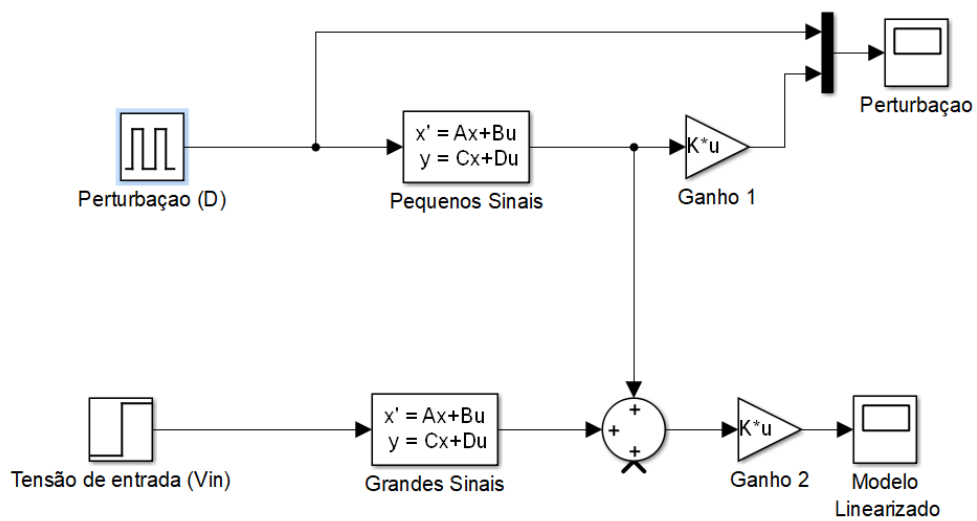 Perturbaçao
x' = Ax+Bu
y = Cx+Du
K*u
Perturbaçao (D)
Pequenos Sinais
Ganho 1
+
+
+
x' = Ax+Bu
y = Cx+Du
K*u
Tensão de entrada (Vin)
Grandes Sinais
Ganho 2
Modelo
Linearizado